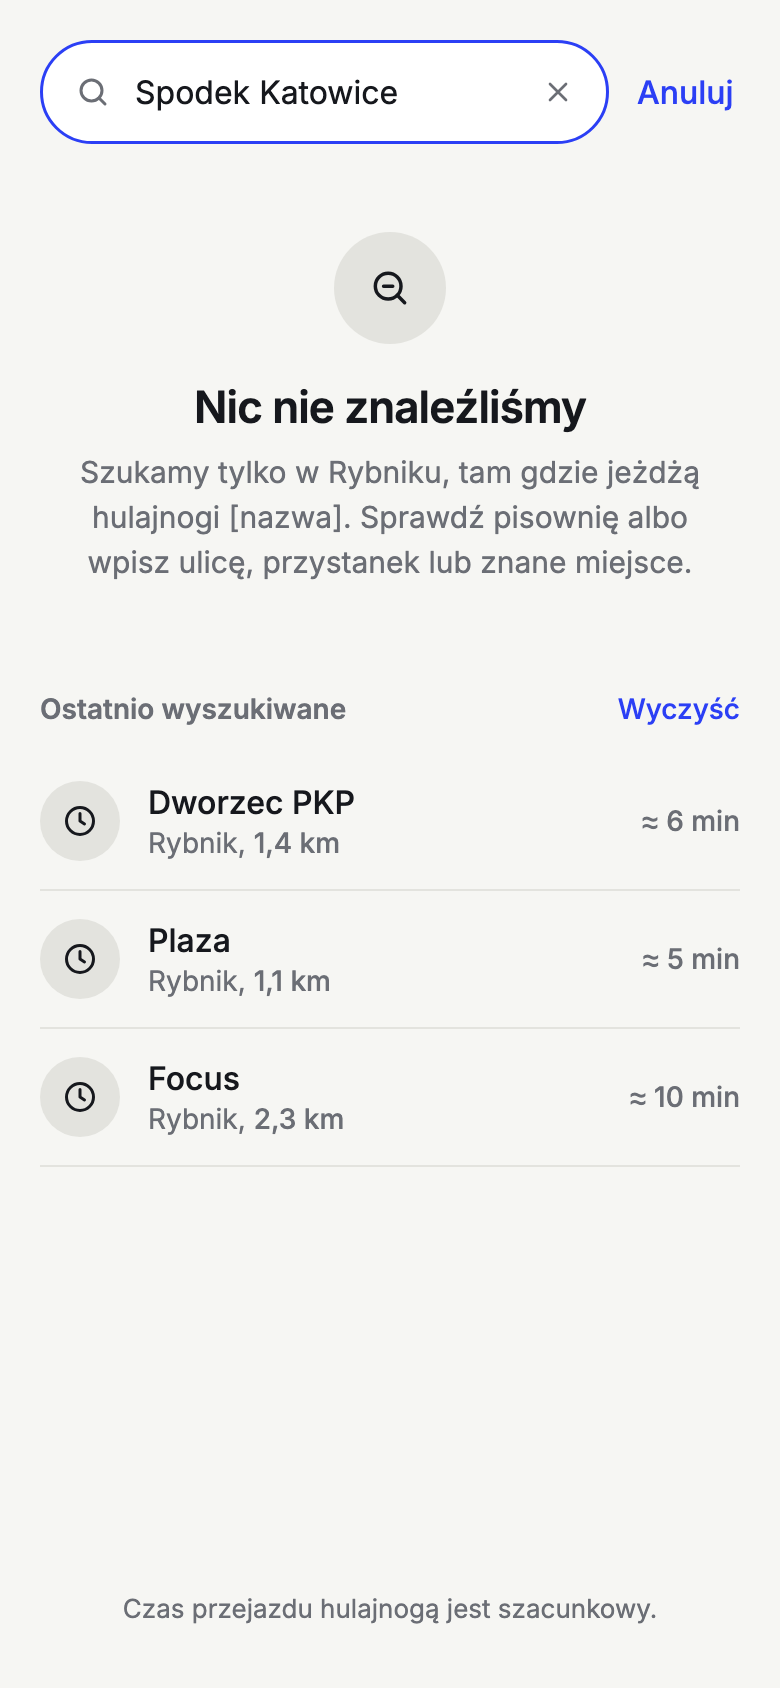 Spodek Katowice
Anuluj
Nic nie znaleźliśmy
Szukamy tylko w Rybniku, tam gdzie jeżdżą
hulajnogi [nazwa]. Sprawdź pisownię albo
wpisz ulicę, przystanek lub znane miejsce.
Ostatnio wyszukiwane
Wyczyść
Dworzec PKP
Rybnik, 1,4 km
≈ 6 min
Plaza
Rybnik, 1,1 km
≈ 5 min
Focus
Rybnik, 2,3 km
≈ 10 min
Czas przejazdu hulajnogą jest szacunkowy.